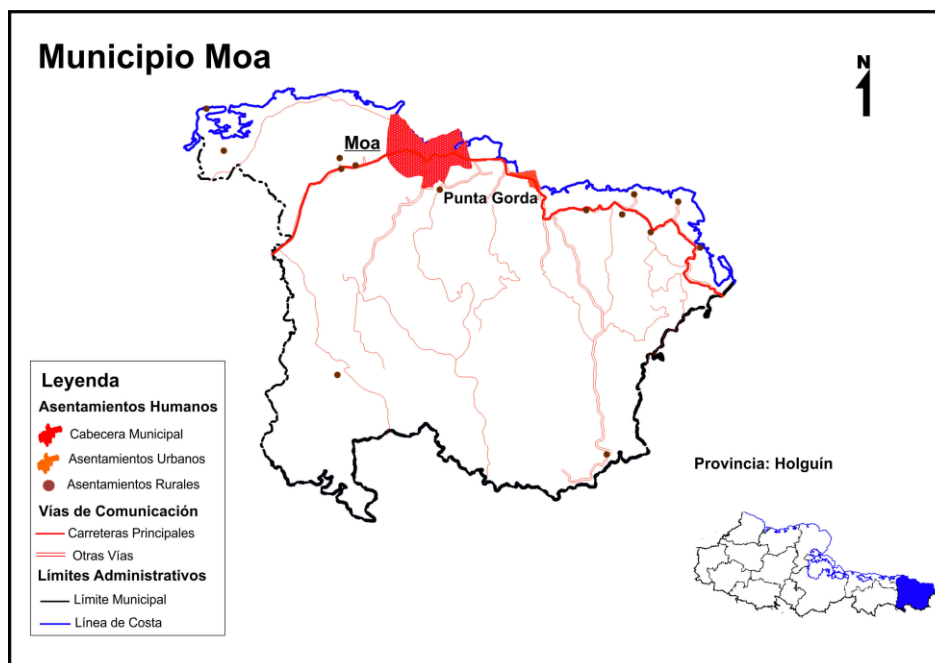 Municipio Moa
N
Moa
Punta Gorda
Leyenda
Asentamientos Humanos
Cabecera Municipal
Asentamientos Urbanos
Asentamientos Rurales
Vías de Comunicación
Carreteras Principales
Otras Vías
Límites Administrativos
Límite Municipal
Línea de Costa
Provincia: Holguín